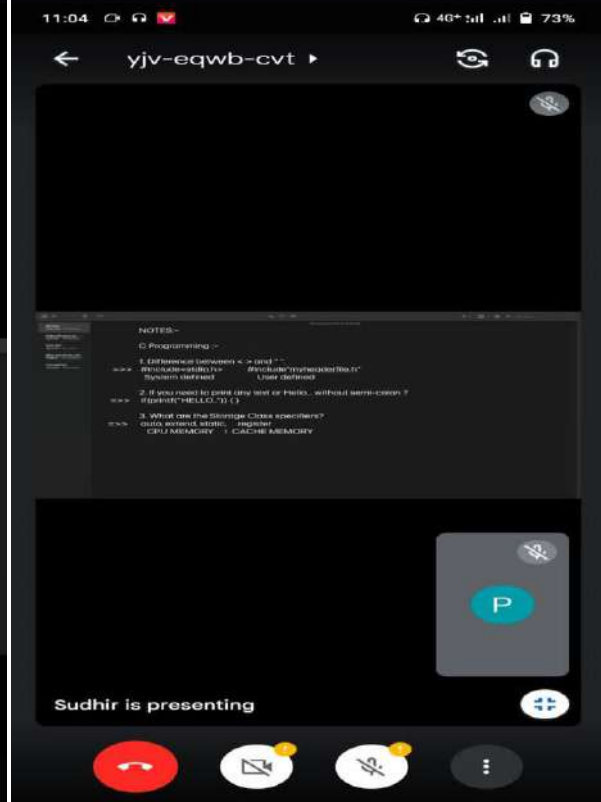 11:04
4G+
73%
yjv-eqwb-cvt
NOTES:-
C Programming :-
1. Difference between < > and " "
>>> #include<stdio.h> #include"myheaderfile.h"
System defined User defined
2. If you need to print any text or Hello.. without semi-colon ?
>>> if(printf("HELLO..")) { }
3. What are the Storage Class specifiers?
=>> auto, extend, static, register
CPU MEMORY CACHE MEMORY
P
Sudhir is presenting